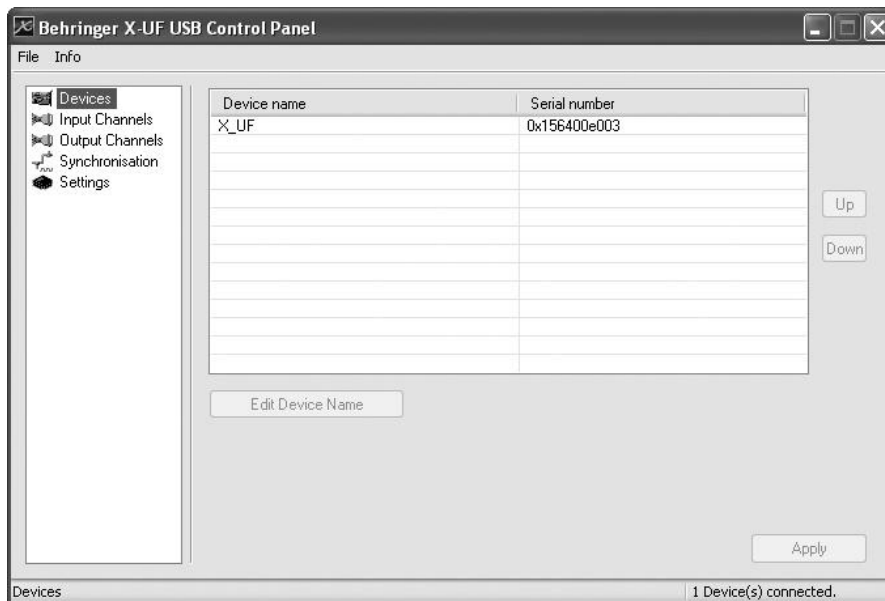 Behringer X-UF USB Control Panel
File Info
Devices
Input Channels
Output Channels
Synchronisation
Settings
Device name Serial number
X_UF 0x156400e003
Up
Down
Edit Device Name
Apply
Devices 1 Device(s) connected.